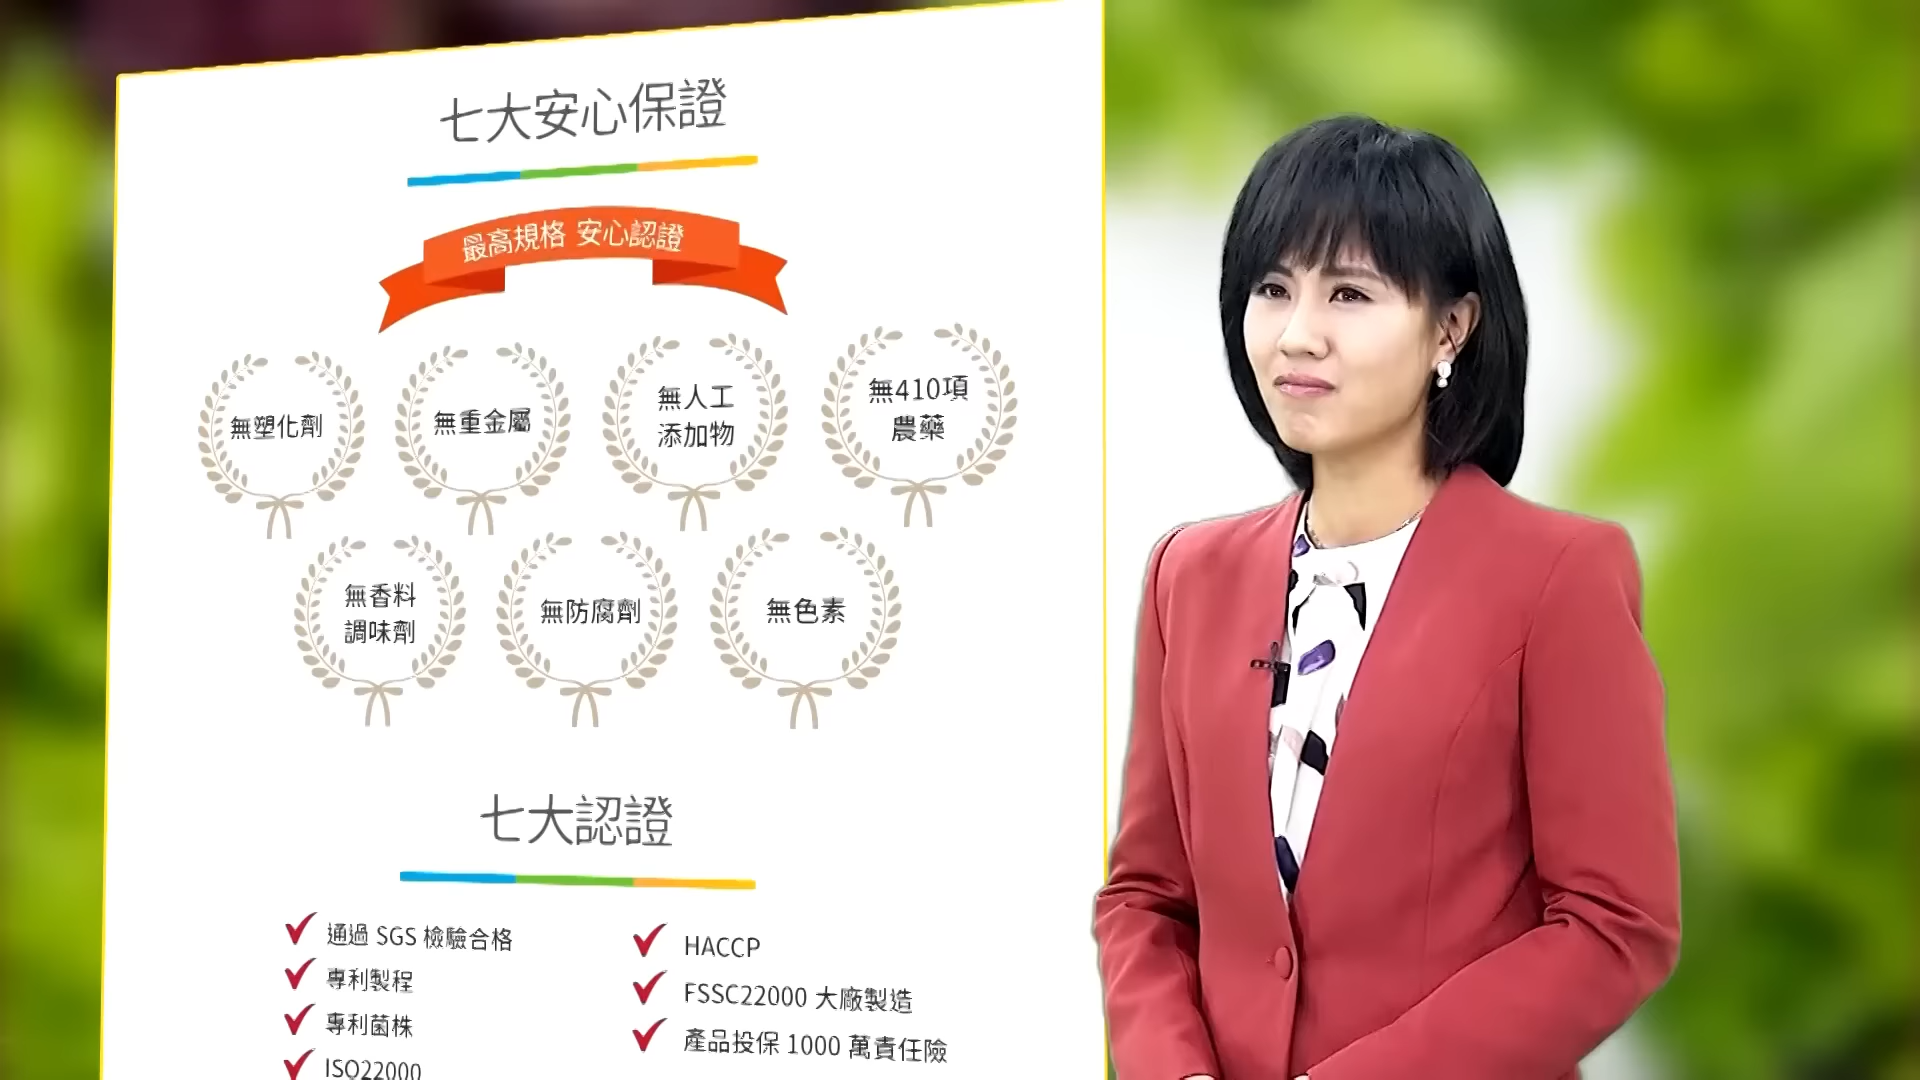 七大安心保證
最高規格 安心認證
無塑化劑
無重金屬
無人工
添加物
無410項
農藥
無香料
調味劑
無防腐劑
無色素
七大認證
通過 SGS 檢驗合格
專利製程
專利菌株
ISO22000
HACCP
FSSC22000 大廠製造
產品投保 1000 萬責任險